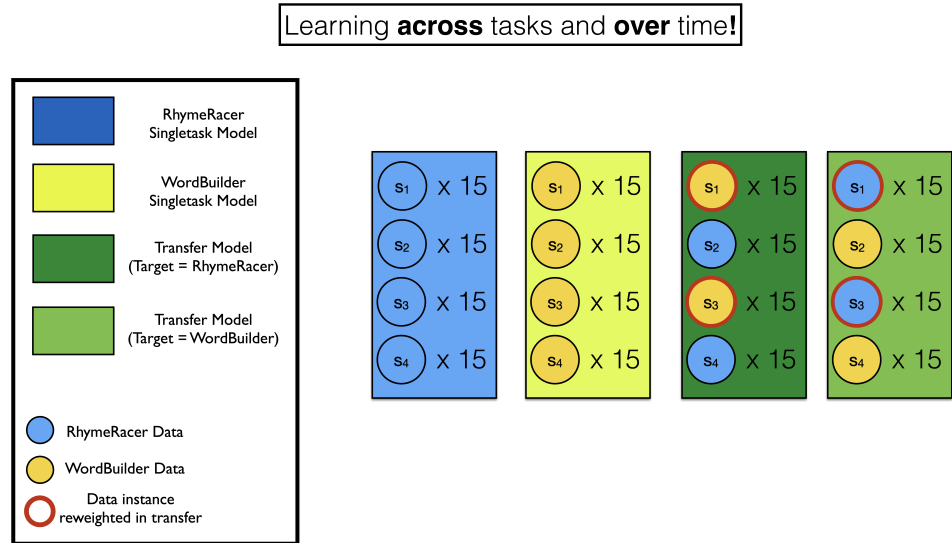 Learning across tasks and over time!
RhymeRacer
Singletask Model
WordBuilder
Singletask Model
Transfer Model
(Target = RhymeRacer)
Transfer Model
(Target =WordBuilder)
RhymeRacer Data
WordBuilder Data
Data instance
reweighted in transfer
s₁ x 15
s₂ x 15
s₃ x 15
s₄ x 15
s₁ x 15
s₂ x 15
s₃ x 15
s₄ x 15
s₁ x 15
s₂ x 15
s₃ x 15
s₄ x 15
s₁ x 15
s₂ x 15
s₃ x 15
s₄ x 15